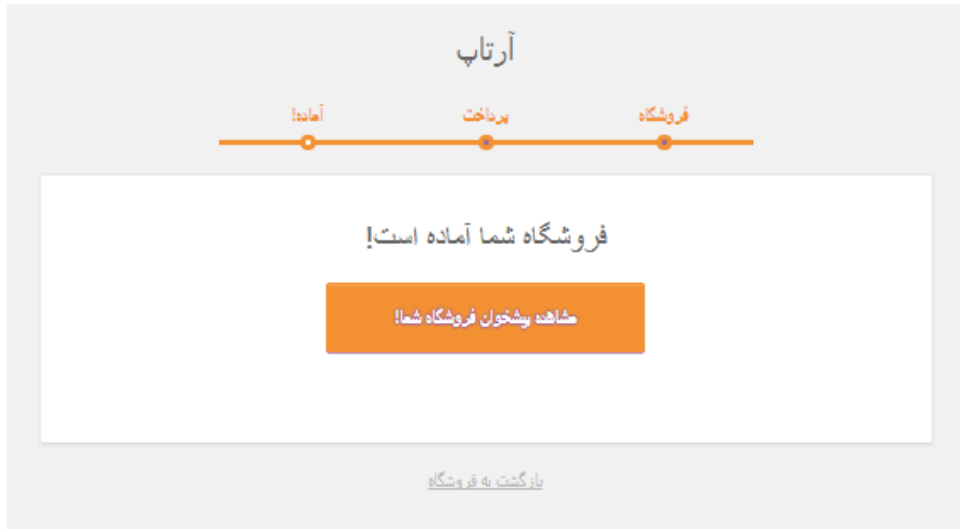 آرتاپ
فروشگاه پرداخت آماده!
فروشگاه شما آماده است!
مشاهده پیشخوان فروشگاه شما!
بازگشت به فروشگاه